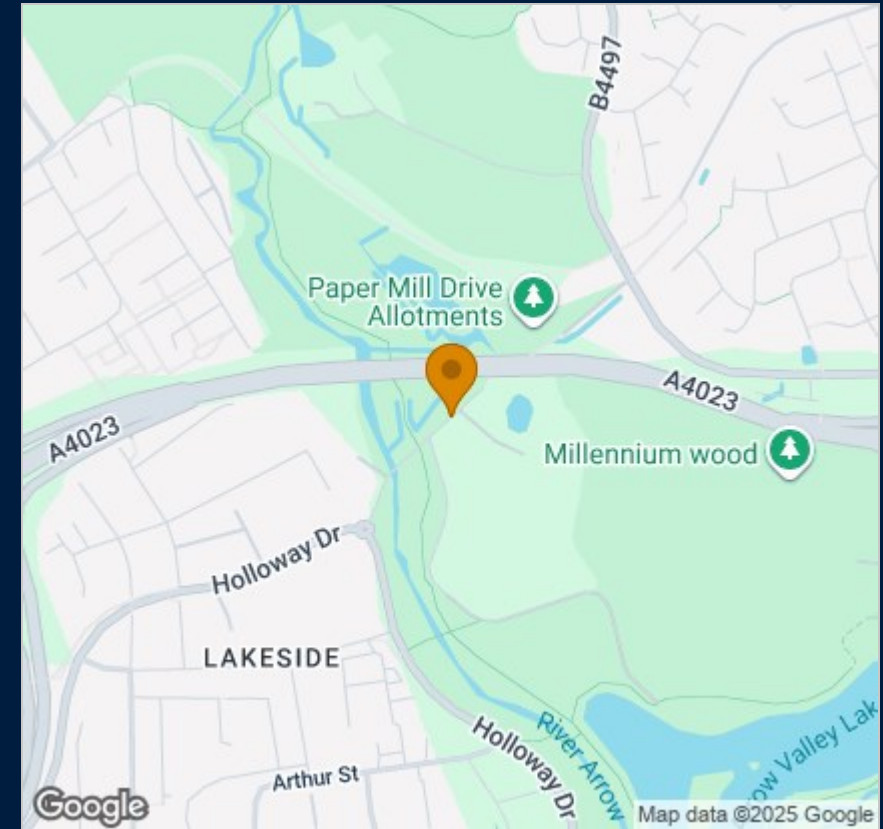 B4497
Paper Mill Drive
Allotments
A4023
A4023
Millennium wood
Holloway Dr
LAKESIDE
River Arrow
Valley
Holloway Dr
Arthur St
Google
Map data ©2025 Google